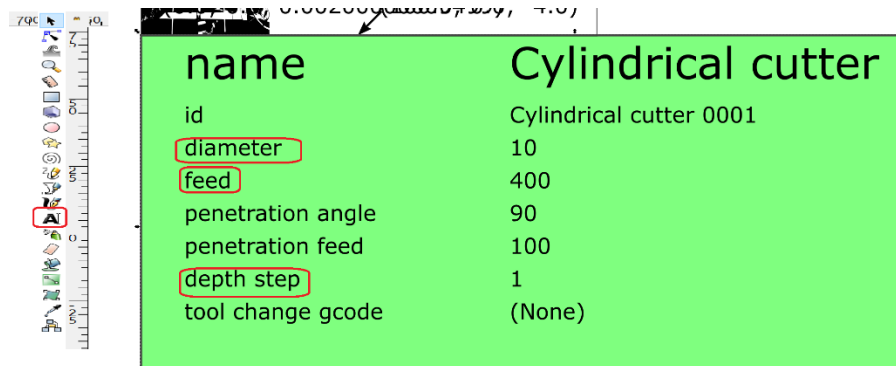 name Cylindrical cutter
id Cylindrical cutter 0001
diameter 10
feed 400
penetration angle 90
penetration feed 100
depth step 1
tool change gcode (None)